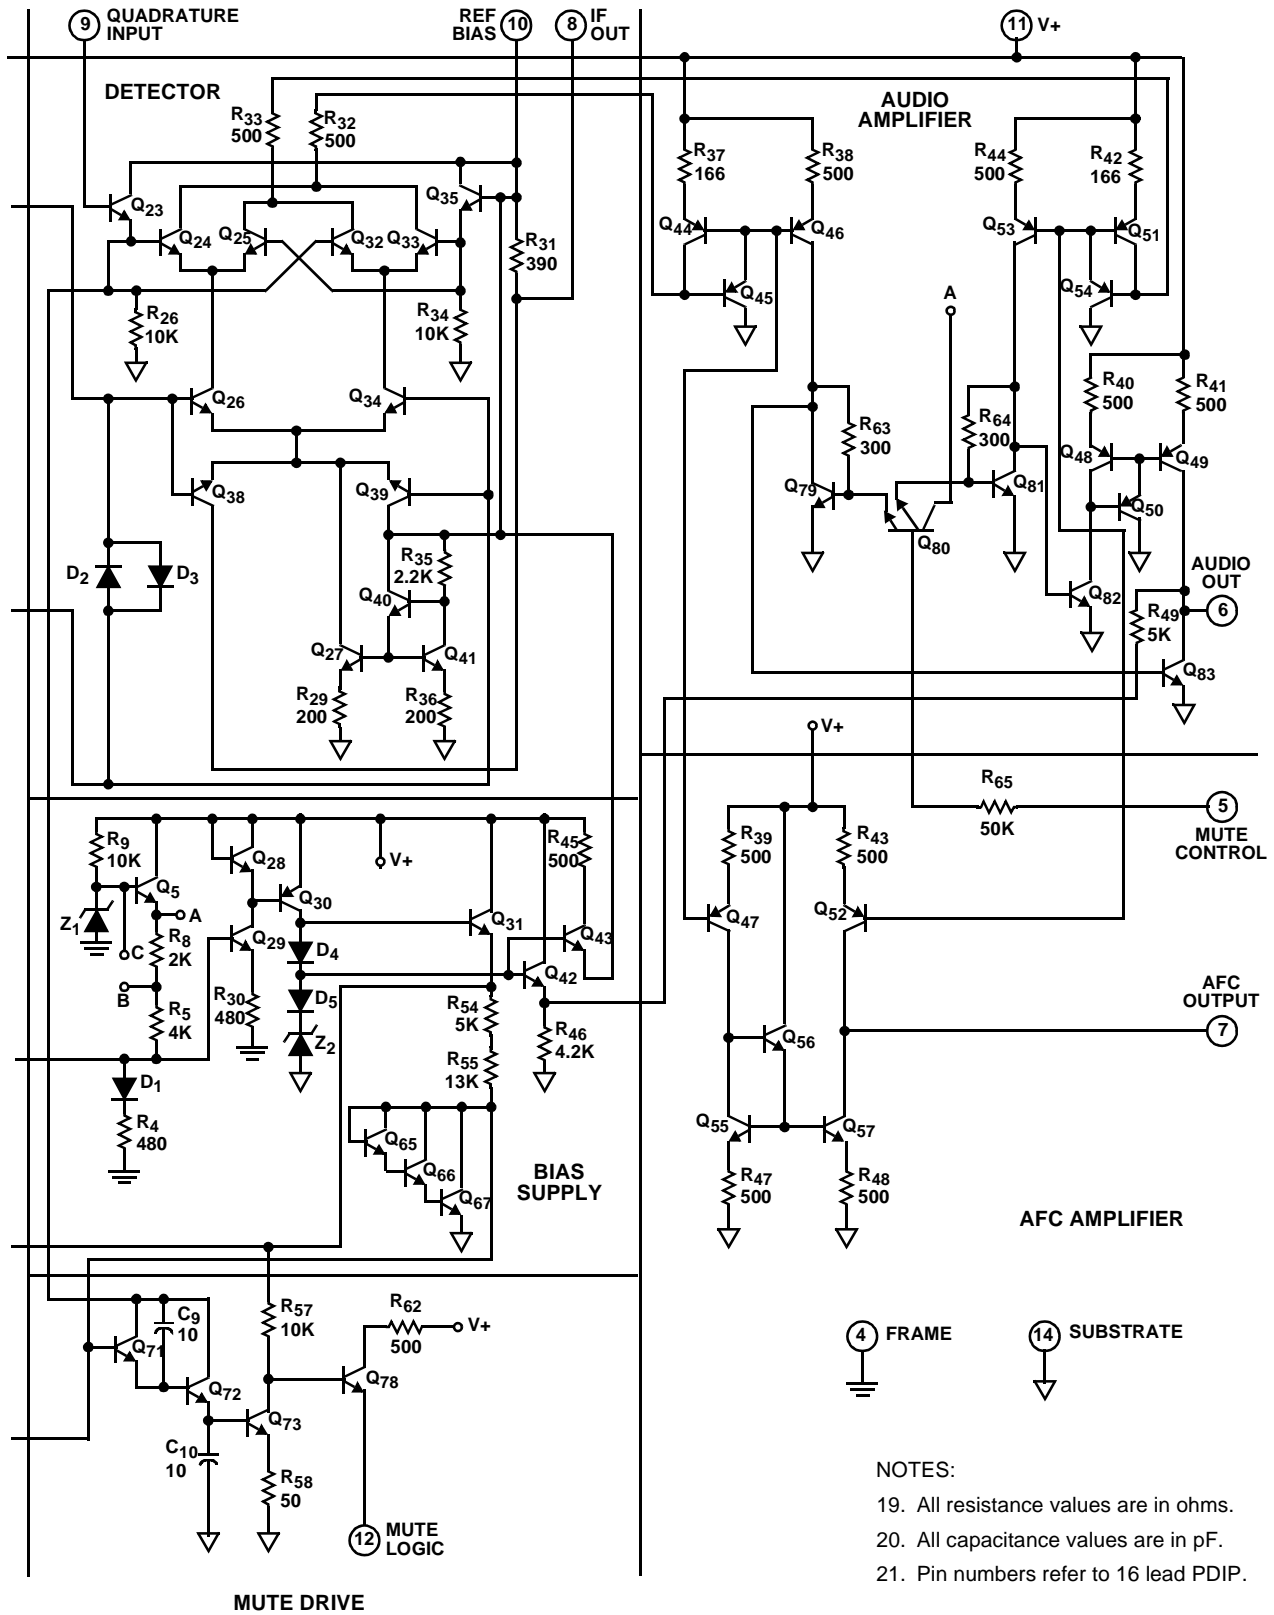 9 QUADRATURE
INPUT
REF
BIAS 10
8 IF
OUT
11 V+
DETECTOR
AUDIO
AMPLIFIER
R33
500
R32
500
R37
166
R38
500
R44
500
R42
166
Q23
Q35
Q24
Q25
Q32
Q33
R31
390
Q44
Q46
Q53
Q51
R26
10K
R34
10K
Q45
A
Q54
Q26
Q34
R40
500
R41
500
R63
300
R64
300
Q38
Q39
Q79
Q80
Q81
Q48
Q49
Q50
D2
D3
R35
2.2K
Q40
Q82
AUDIO
OUT
6
R49
5K
Q27
Q41
Q83
R29
200
R36
200
V+
R65
50K
5
MUTE
CONTROL
R9
10K
Q28
V+
R45
500
R39
500
R43
500
Q5
Q30
Z1
A
Q31
Q43
Q47
Q52
C
R8
2K
Q29
D4
Q42
B
R5
4K
R30
480
D5
Z2
R54
5K
R46
4.2K
AFC
OUTPUT
7
Q56
D1
R55
13K
R4
480
Q65
Q66
Q67
BIAS
SUPPLY
Q55
Q57
R47
500
R48
500
AFC AMPLIFIER
C9
10
R57
10K
R62
500
V+
Q71
Q72
Q78
4 FRAME
14 SUBSTRATE
Q73
C10
10
R58
50
12 MUTE
LOGIC
MUTE DRIVE
NOTES:
19. All resistance values are in ohms.
20. All capacitance values are in pF.
21. Pin numbers refer to 16 lead PDIP.